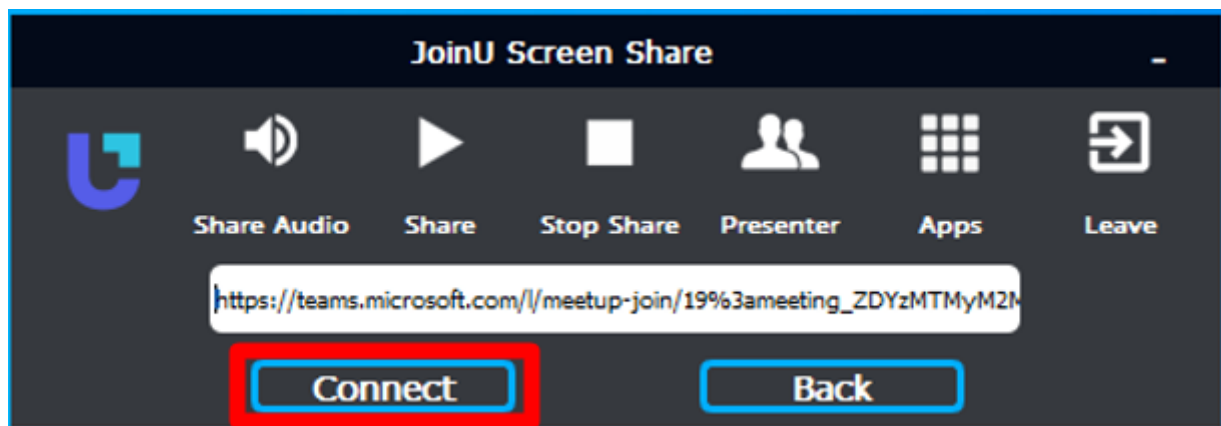 JoinU Screen Share
Share Audio Share Stop Share Presenter Apps Leave
https://teams.microsoft.com/l/meetup-join/19%3ameeting_ZDYzMTMyM2M
Connect Back